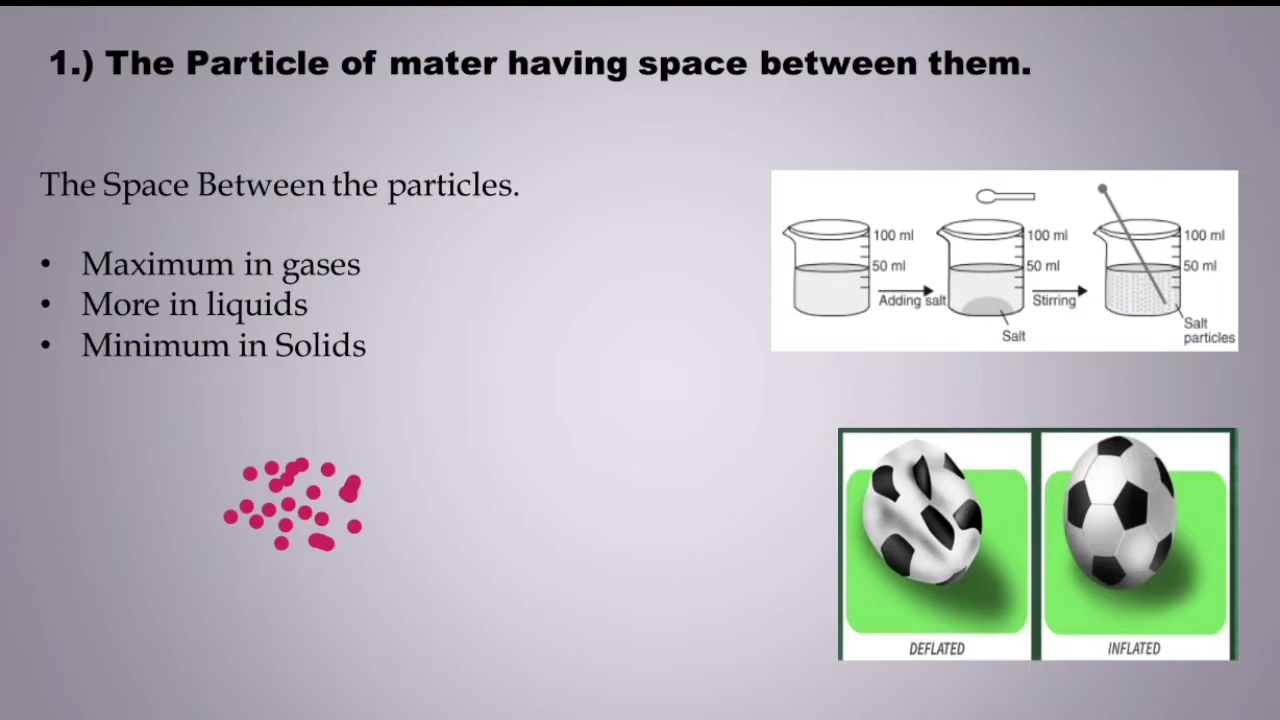 1.) The Particle of mater having space between them.
The Space Between the particles.
• Maximum in gases
• More in liquids
• Minimum in Solids
100 ml
50 ml
Adding salt
100 ml
50 ml
Salt
Stirring
100 ml
50 ml
Salt
particles
DEFLATED
INFLATED